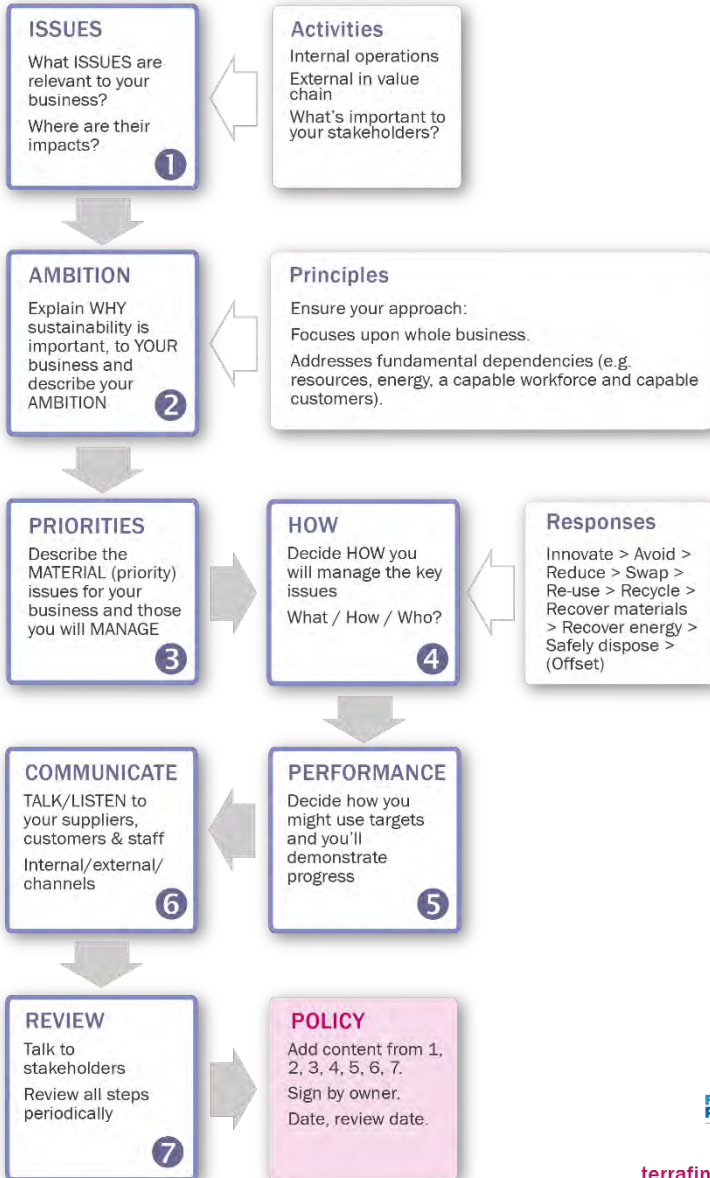 ISSUES
What ISSUES are
relevant to your
business?
Where are their
impacts?
1
Activities
Internal operations
External in value
chain
What's important to
your stakeholders?
AMBITION
Explain WHY
sustainability is
important, to YOUR
business and
describe your
AMBITION
2
Principles
Ensure your approach:
Focuses upon whole business.
Addresses fundamental dependencies (e.g.
resources, energy, a capable workforce and capable
customers).
PRIORITIES
Describe the
MATERIAL (priority)
issues for your
business and those
you will MANAGE
3
HOW
Decide HOW you
will manage the key
issues
What / How / Who?
4
Responses
Innovate > Avoid >
Reduce > Swap >
Re-use > Recycle >
Recover materials
> Recover energy >
Safely dispose >
(Offset)
COMMUNICATE
TALK/LISTEN to
your suppliers,
customers & staff
Internal/external/
channels
6
PERFORMANCE
Decide how you
might use targets
and you'll
demonstrate
progress
5
REVIEW
Talk to
stakeholders
Review all steps
periodically
7
POLICY
Add content from 1,
2, 3, 4, 5, 6, 7.
Sign by owner.
Date, review date.
terrafin